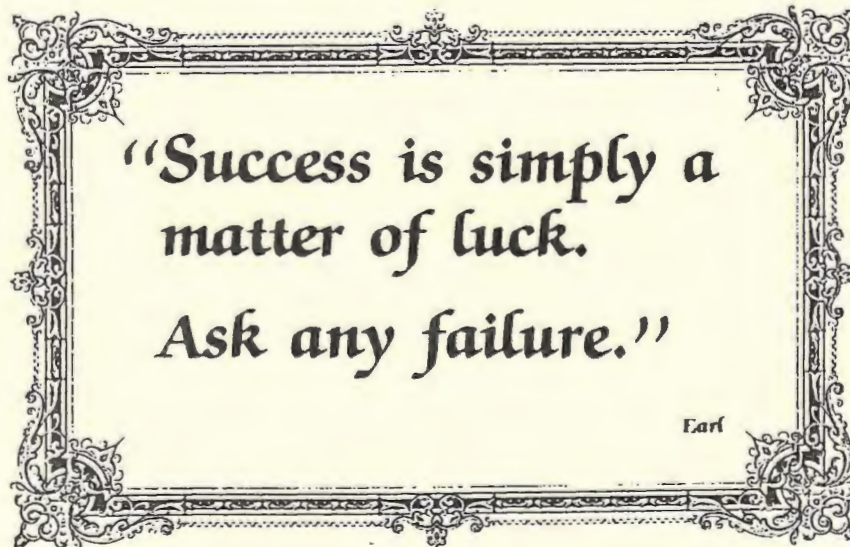 "Success is simply a
matter of luck.
Ask any failure."
Earl